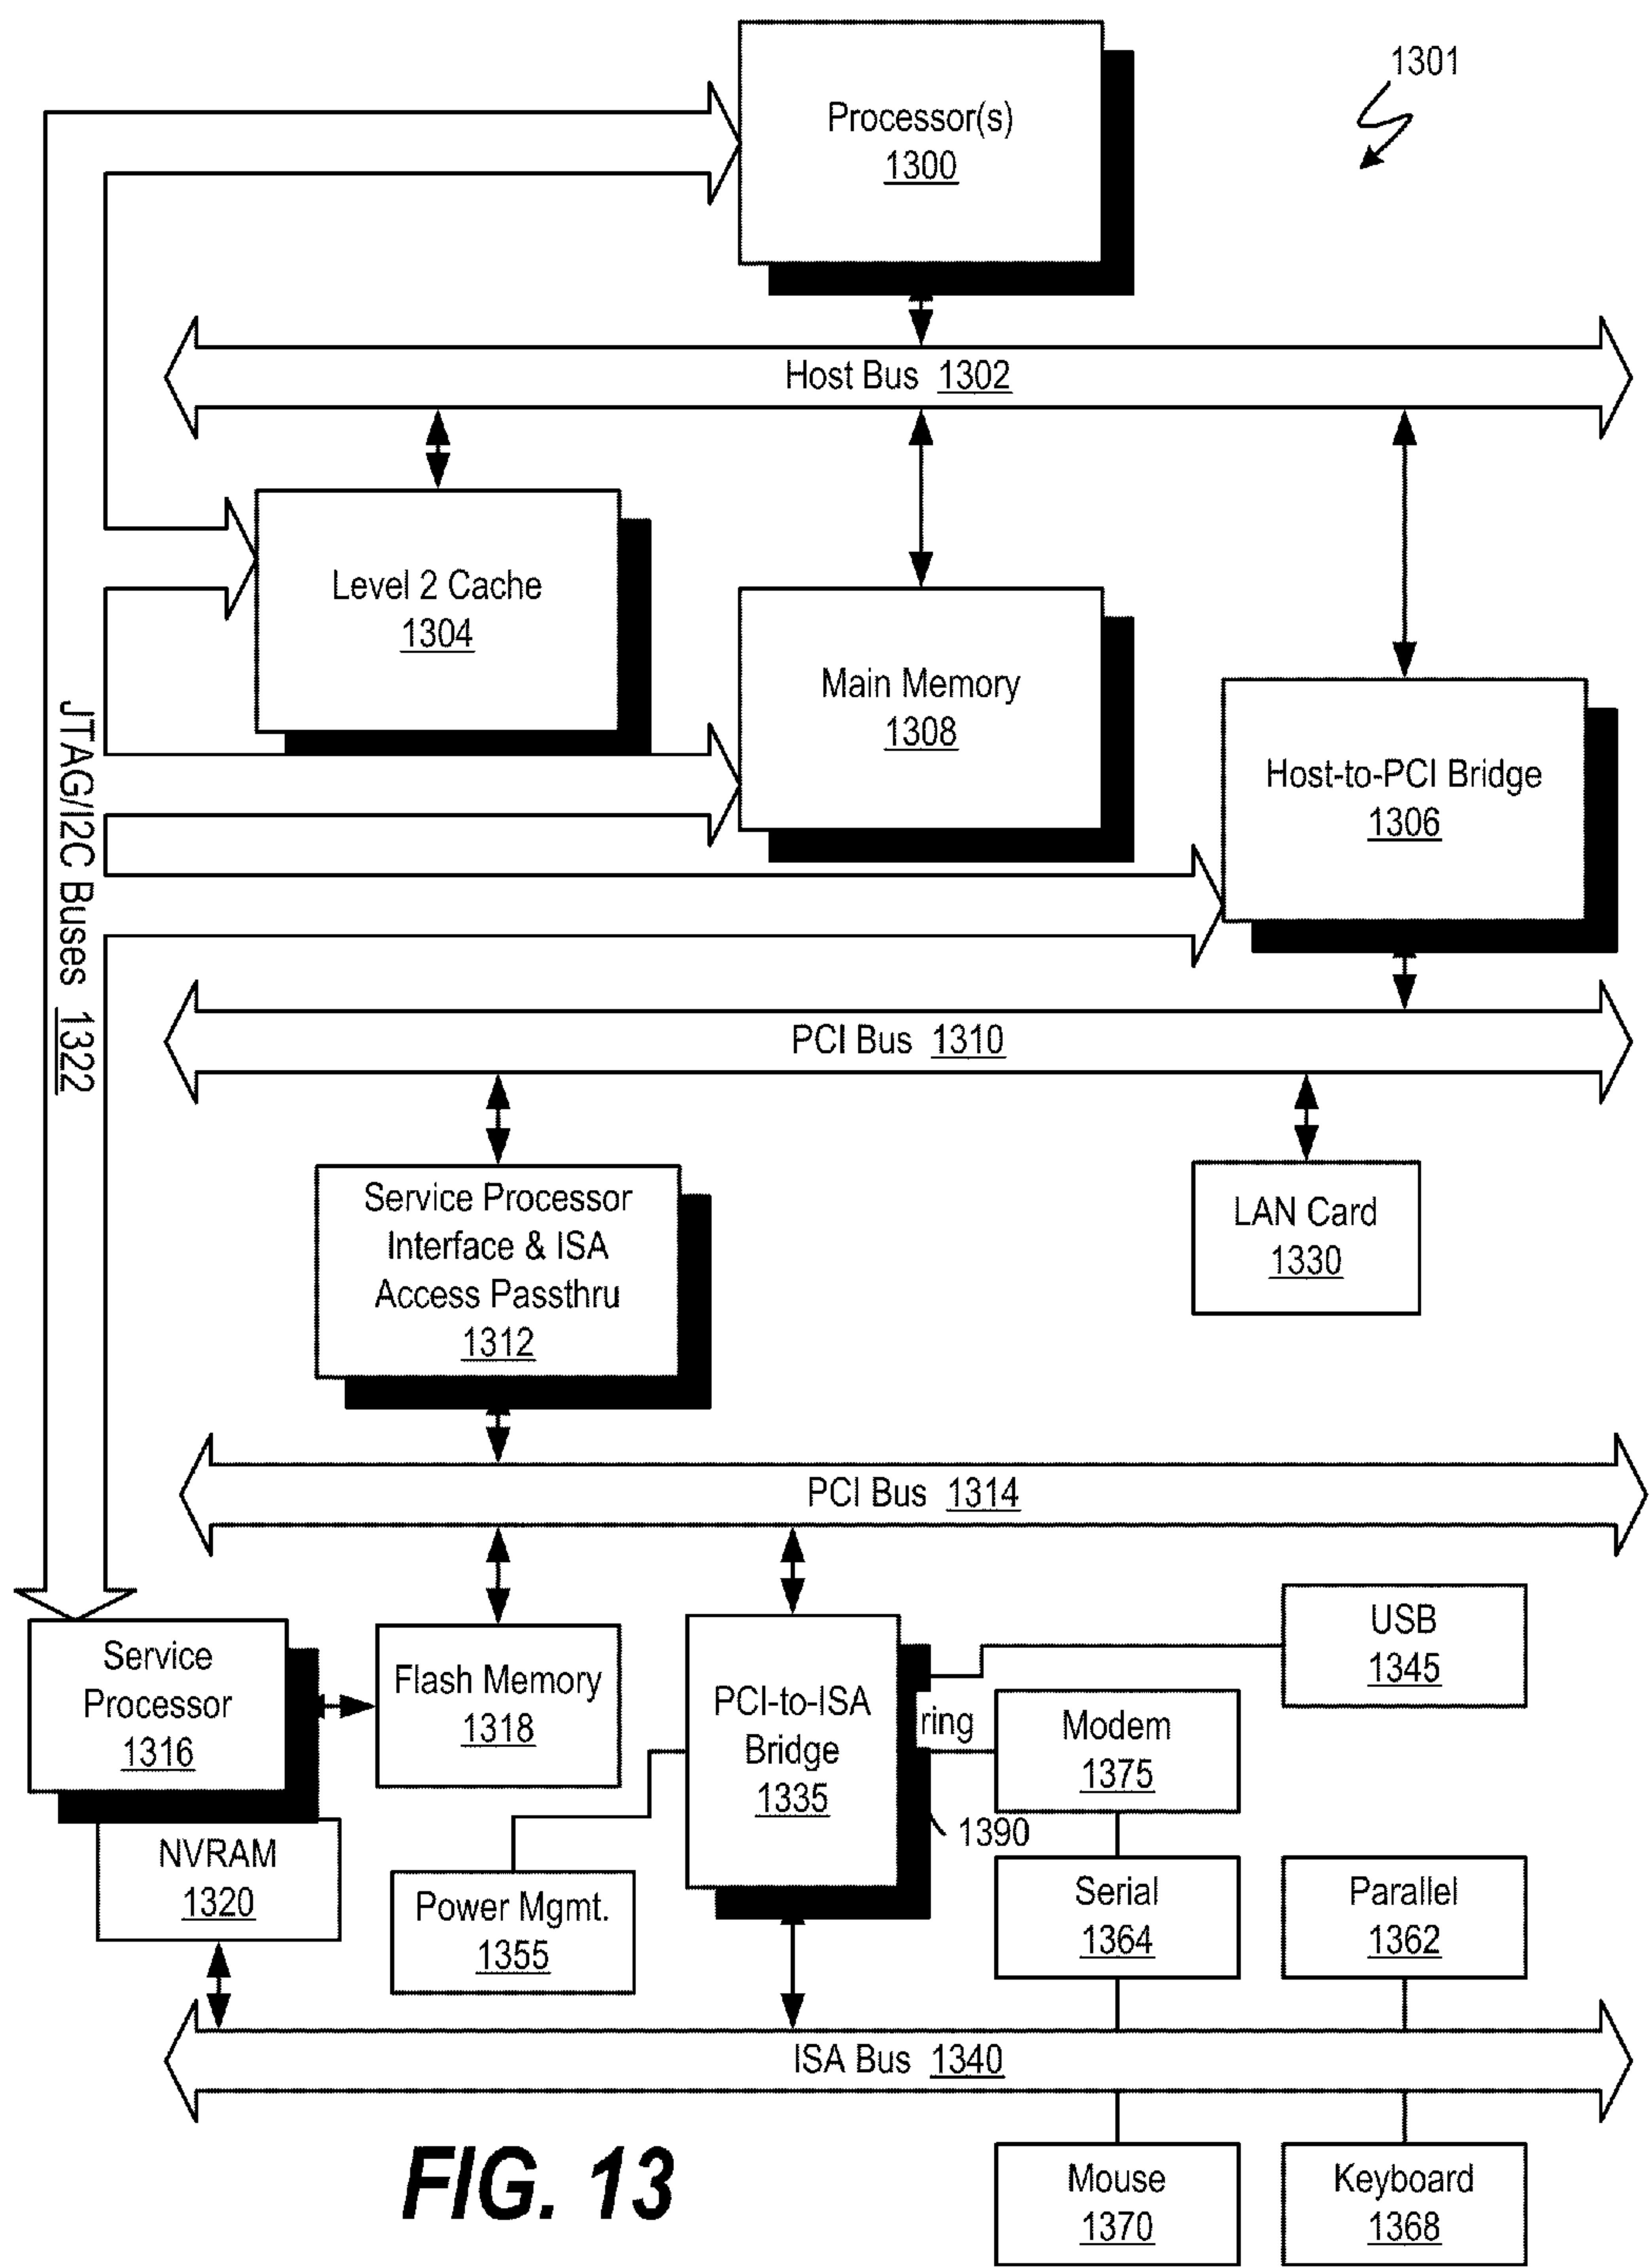 1301
Processor(s)
1300
Host Bus 1302
Level 2 Cache
1304
Main Memory
1308
Host-to-PCI Bridge
1306
JTAG/I2C Buses 1322
PCI Bus 1310
Service Processor
Interface & ISA
Access Passthru
1312
LAN Card
1330
PCI Bus 1314
USB
1345
Service
Processor
1316
Flash Memory
1318
PCI-to-ISA
Bridge
1335
ring
Modem
1375
1390
NVRAM
1320
Power Mgmt.
1355
Serial
1364
Parallel
1362
ISA Bus 1340
Mouse
1370
Keyboard
1368
FIG. 13